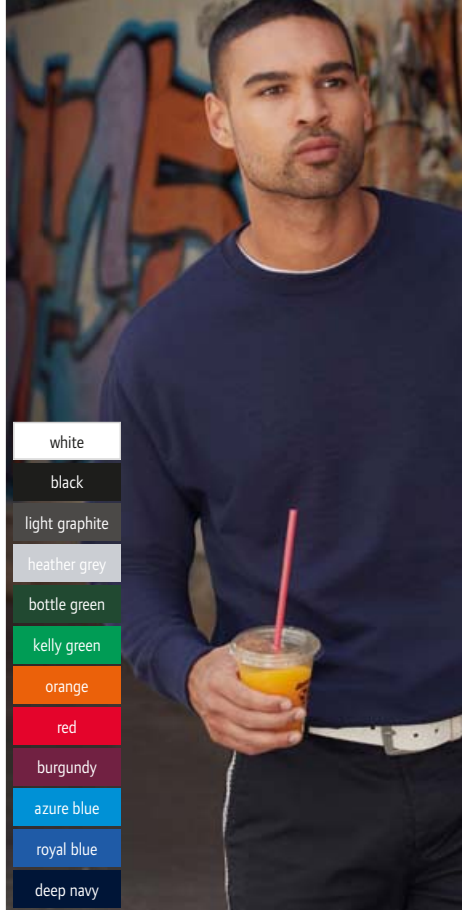 white
black
light graphite
heather grey
bottle green
kelly green
orange
red
burgundy
azure blue
royal blue
deep navy